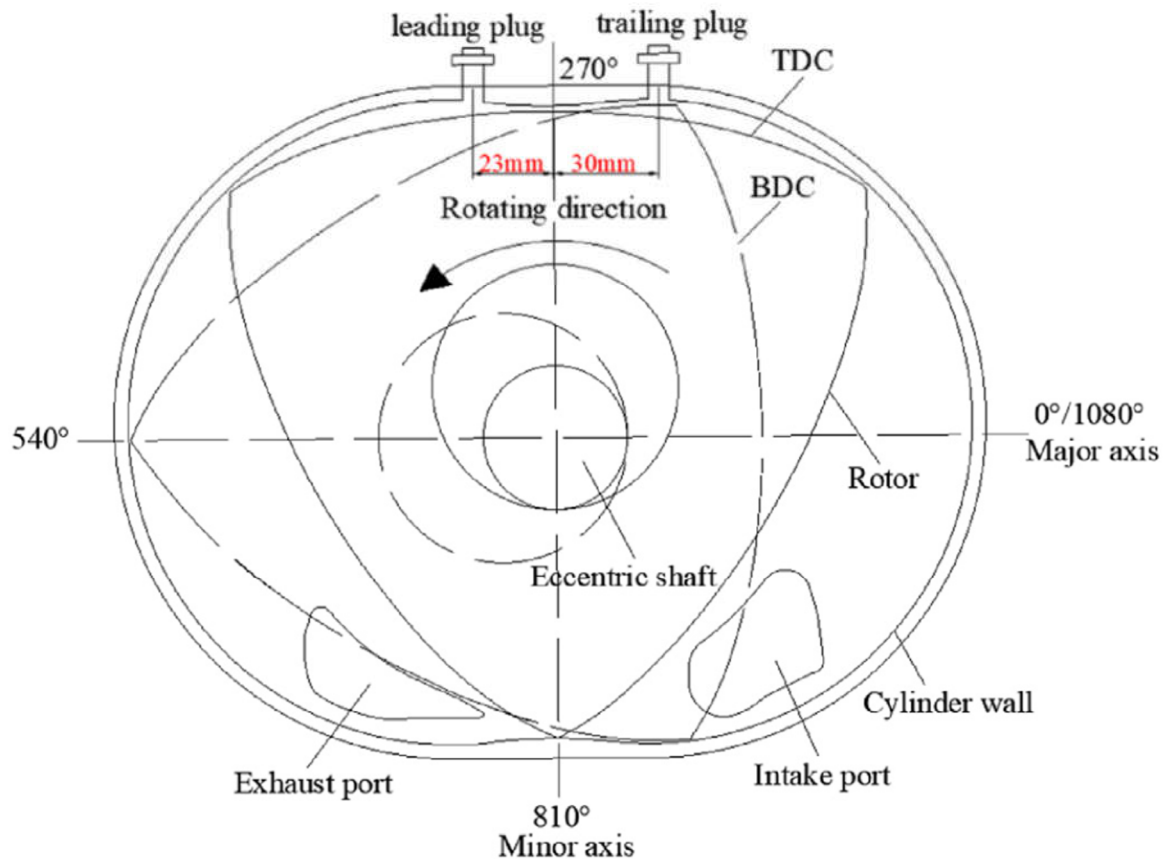 leading plug
trailing plug
270°
TDC
23mm
30mm
BDC
Rotating direction
540°
0°/1080°
Major axis
Rotor
Eccentric shaft
Cylinder wall
Exhaust port
Intake port
810°
Minor axis